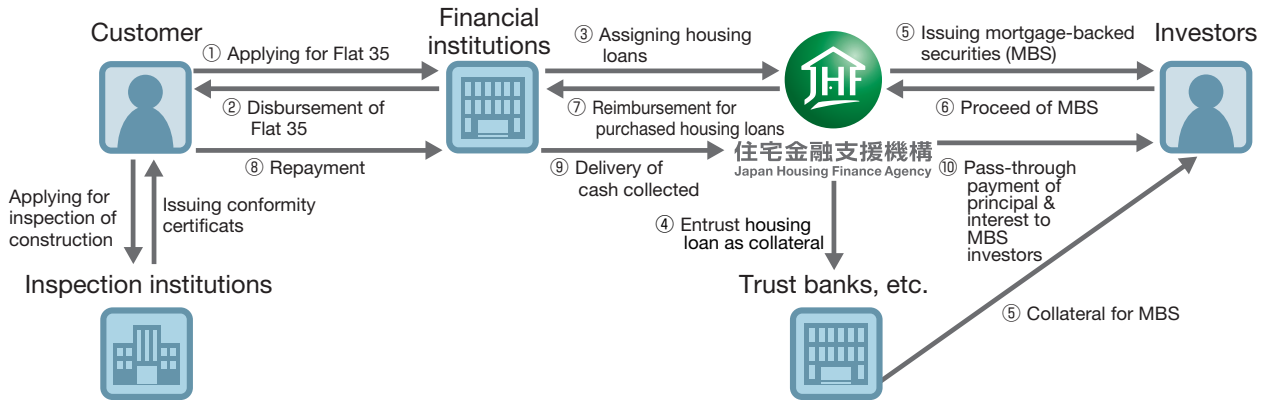 Customer
① Applying for Flat 35
② Disbursement of
Flat 35
⑧ Repayment
Financial
institutions
③ Assigning housing
loans
⑦ Reimbursement for
purchased housing loans
⑨ Delivery of
cash collected
JHF
住宅金融支援機構
Japan Housing Finance Agency
⑤ Issuing mortgage-backed
securities (MBS)
⑥ Proceed of MBS
⑩ Pass-through
payment of
principal &
interest to
MBS
investors
Investors
Applying for
inspection of
construction
Issuing conformity
certificats
Inspection institutions
④ Entrust housing
loan as collateral
Trust banks, etc.
⑤ Collateral for MBS